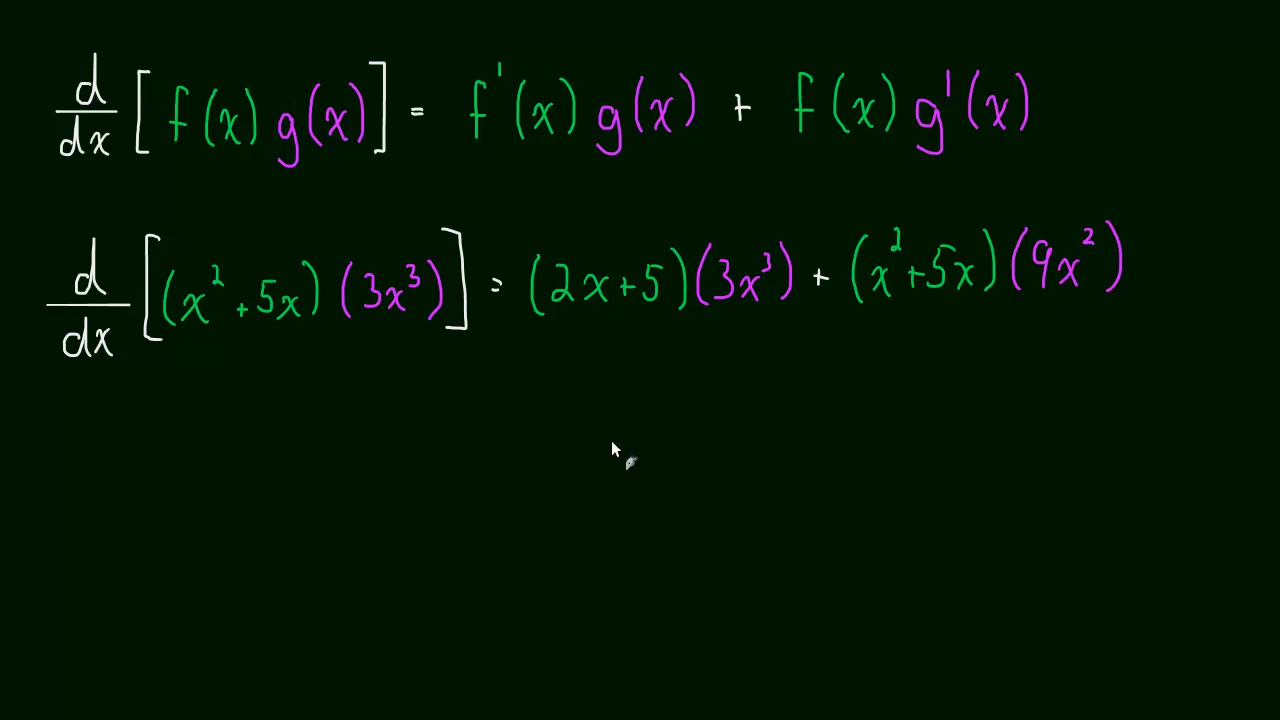 d/dx [f(x) g(x)] = f'(x) g(x) + f(x) g'(x)
d/dx [(x² + 5x) (3x³)] = (2x+5)(3x³) + (x²+5x)(9x²)